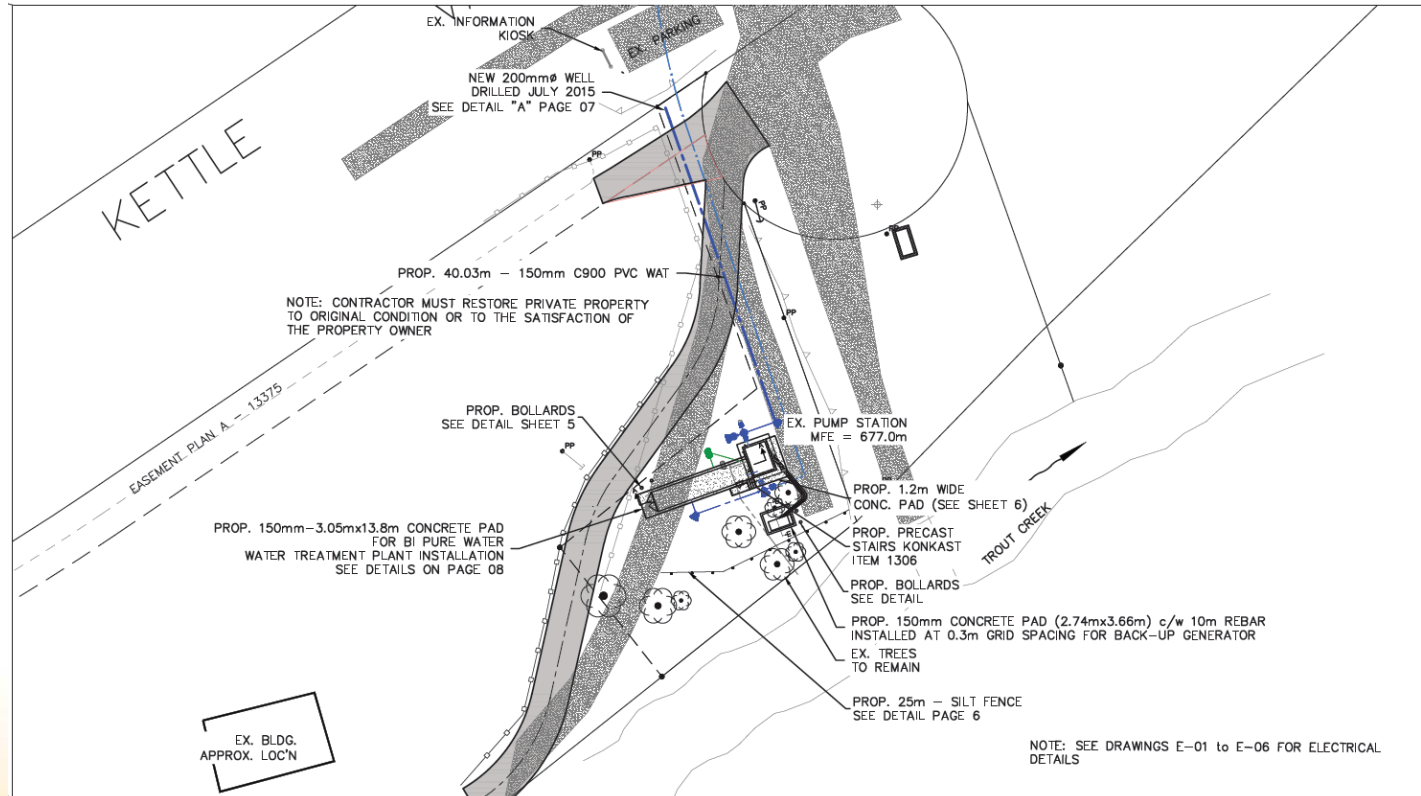 EX. INFORMATION
KIOSK
EX. PARKING
NEW 200mmø WELL
DRILLED JULY 2015
SEE DETAIL "A" PAGE 07
KETTLE
PP
PP
PROP. 40.03m – 150mm C900 PVC WAT
NOTE: CONTRACTOR MUST RESTORE PRIVATE PROPERTY
TO ORIGINAL CONDITION OR TO THE SATISFACTION OF
THE PROPERTY OWNER
PP
EASEMENT PLAN A – 13375
PROP. BOLLARDS
SEE DETAIL SHEET 5
PP
EX. PUMP STATION
MFE = 677.0m
PROP. 1.2m WIDE
CONC. PAD (SEE SHEET 6)
PROP. 150mm–3.05mx13.8m CONCRETE PAD
FOR BI PURE WATER
WATER TREATMENT PLANT INSTALLATION
SEE DETAILS ON PAGE 08
PROP. PRECAST
STAIRS KONKAST
ITEM 1306
TROUT CREEK
PROP. BOLLARDS
SEE DETAIL
PROP. 150mm CONCRETE PAD (2.74mx3.66m) c/w 10m REBAR
INSTALLED AT 0.3m GRID SPACING FOR BACK–UP GENERATOR
EX. TREES
TO REMAIN
PROP. 25m – SILT FENCE
SEE DETAIL PAGE 6
EX. BLDG.
APPROX. LOC'N
NOTE: SEE DRAWINGS E–01 to E–06 FOR ELECTRICAL
DETAILS